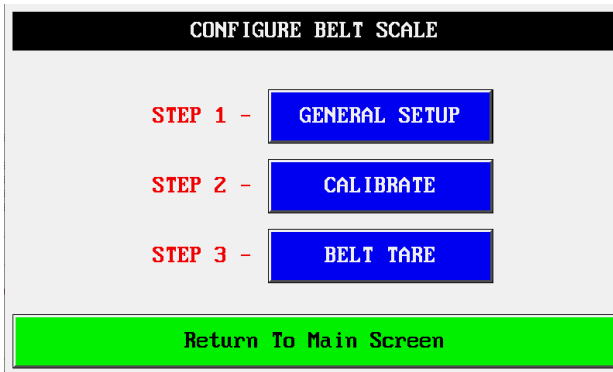 CONFIGURE BELT SCALE
STEP 1 - GENERAL SETUP
STEP 2 - CALIBRATE
STEP 3 - BELT TARE
Return To Main Screen